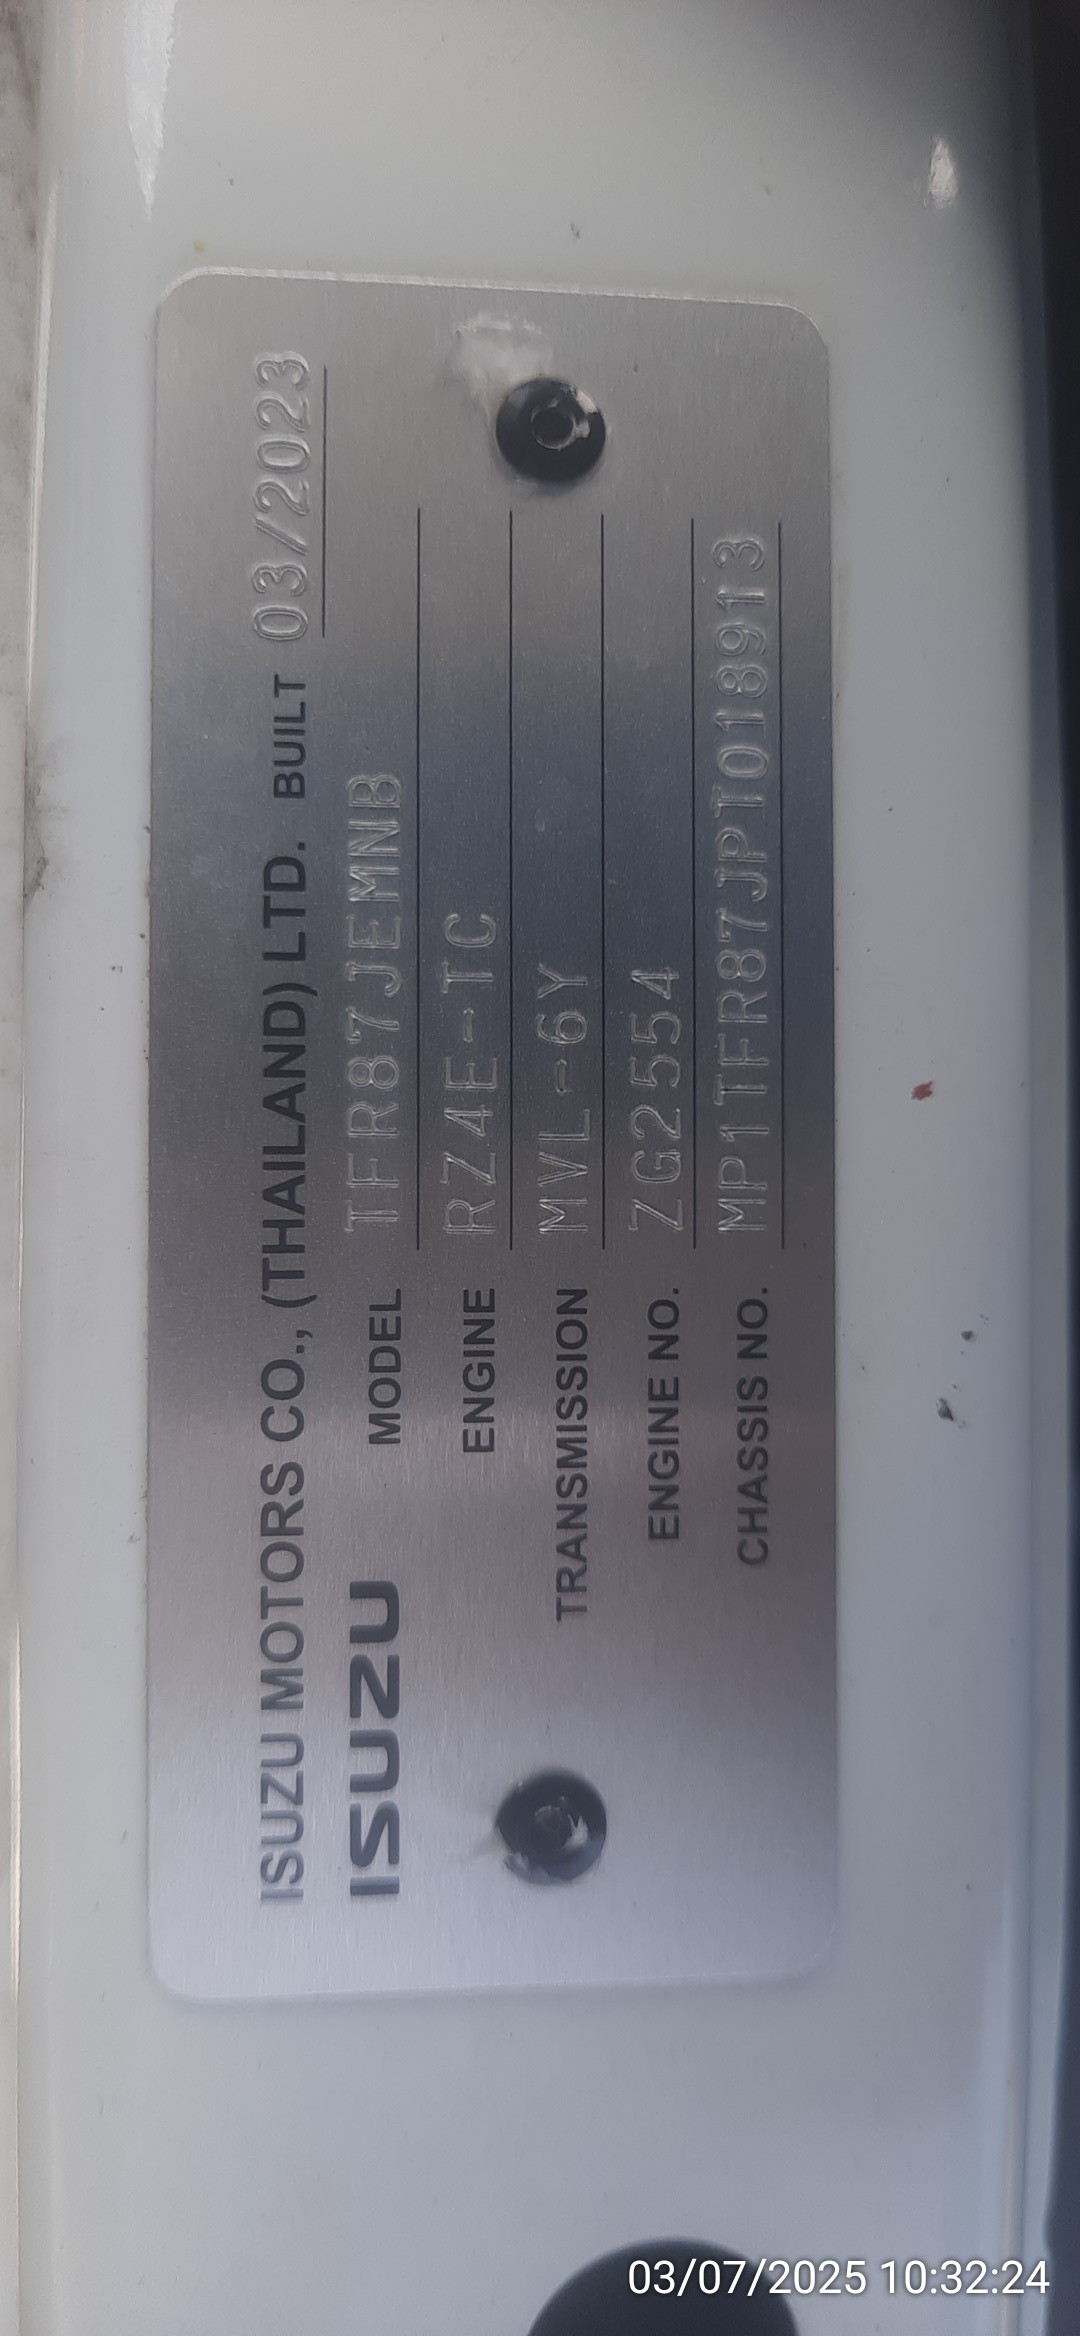 ISUZU MOTORS CO., (THAILAND) LTD. BUILT 03/2023
ISUZU
MODEL TFR87JEMNB
ENGINE RZ4E-TC
TRANSMISSION MVL-6Y
ENGINE NO. ZG2554
CHASSIS NO. MP1TFR87JPT018913
03/07/2025 10:32:24